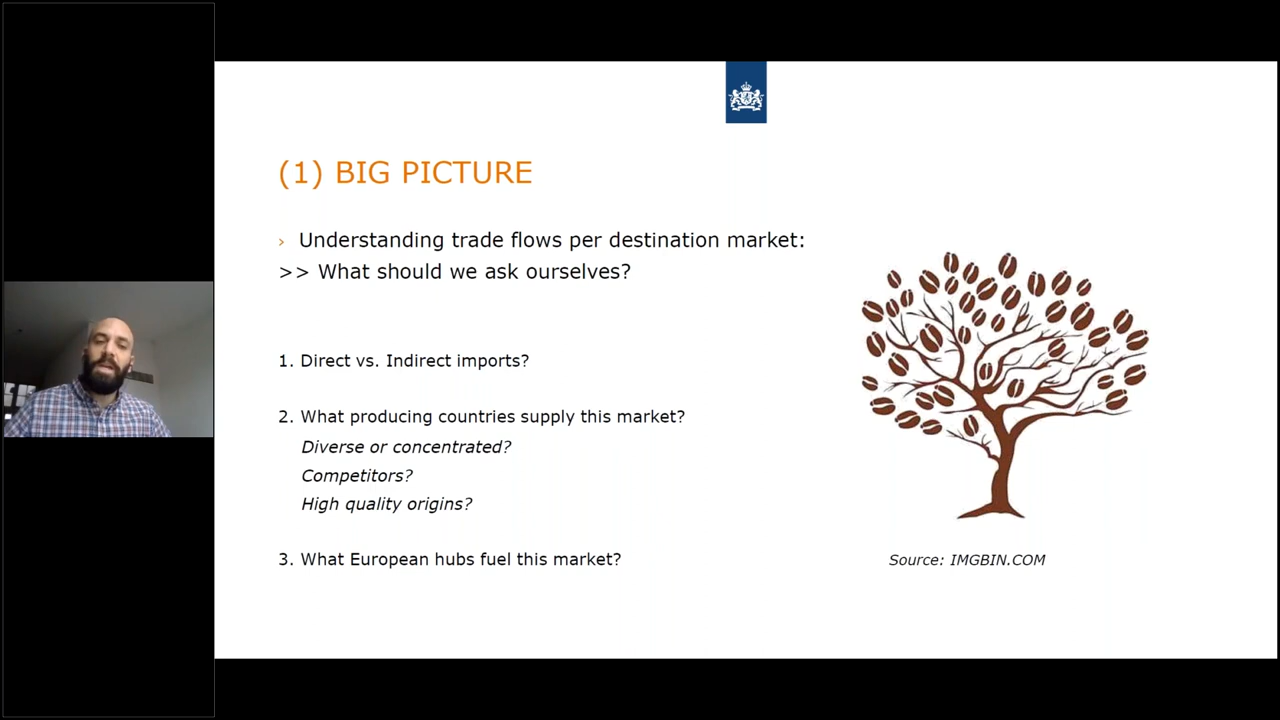 (1) BIG PICTURE
› Understanding trade flows per destination market:
>> What should we ask ourselves?
1. Direct vs. Indirect imports?
2. What producing countries supply this market?
Diverse or concentrated?
Competitors?
High quality origins?
3. What European hubs fuel this market?
Source: IMGBIN.COM